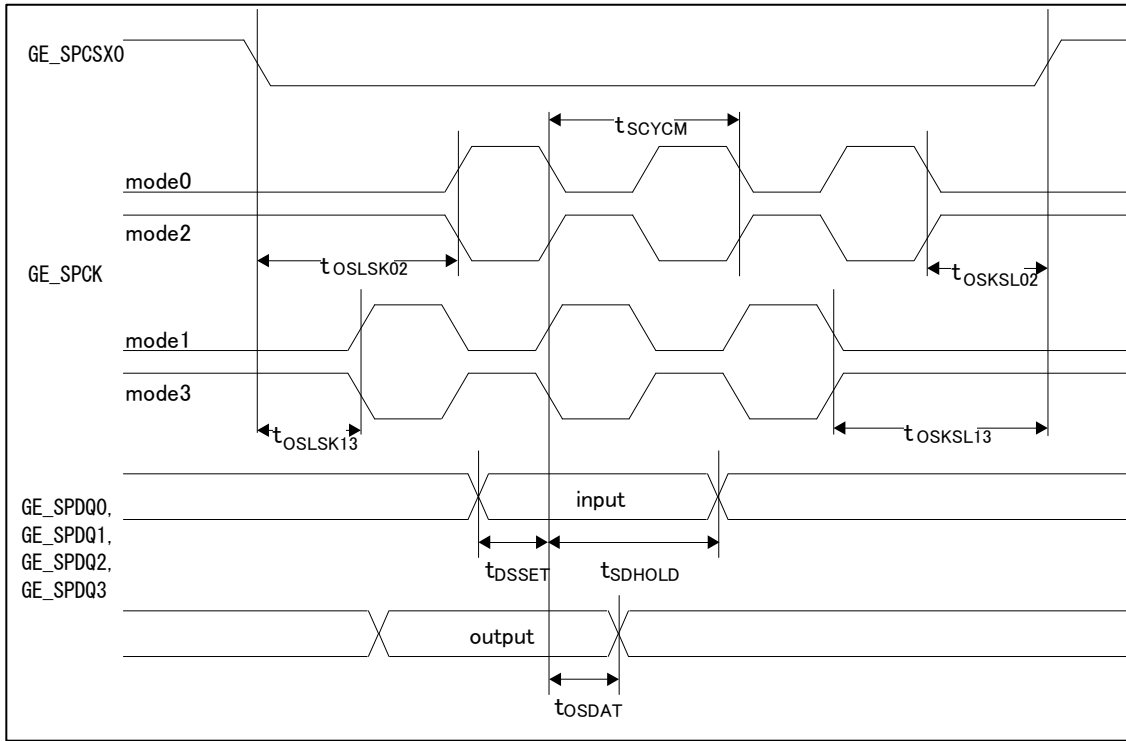 GE_SPCSX0
tSCYCM
mode0
mode2
tOSLSK02
tOSKSL02
GE_SPCK
mode1
mode3
tOSLSK13
tOSKSL13
GE_SPDQ0,
GE_SPDQ1,
GE_SPDQ2,
GE_SPDQ3
input
tDSSET
tSDHOLD
output
tOSDAT